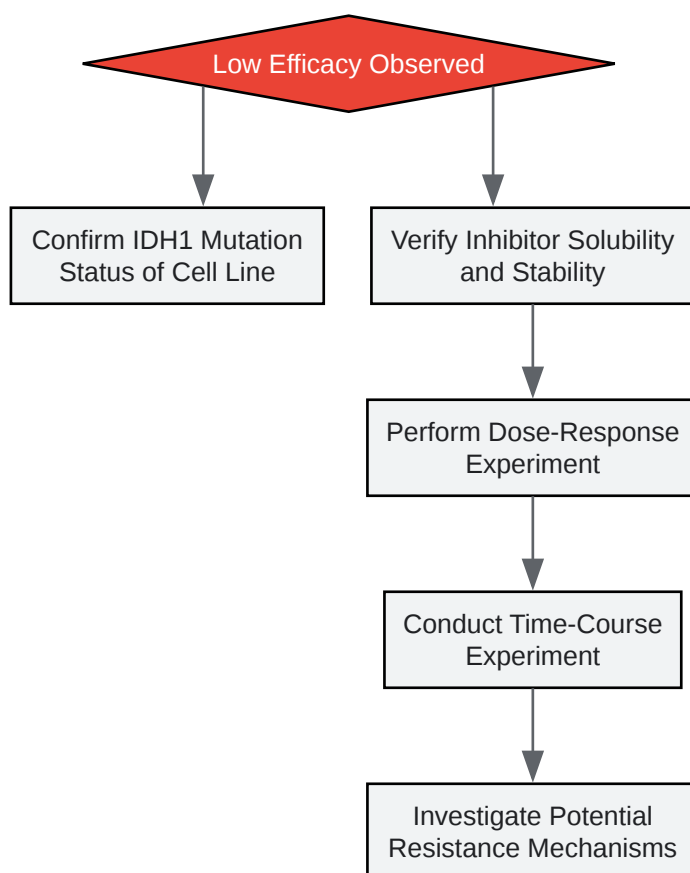 Low Efficacy Observed
Confirm IDH1 Mutation
Status of Cell Line
Verify Inhibitor Solubility
and Stability
Perform Dose-Response
Experiment
Conduct Time-Course
Experiment
Investigate Potential
Resistance Mechanisms